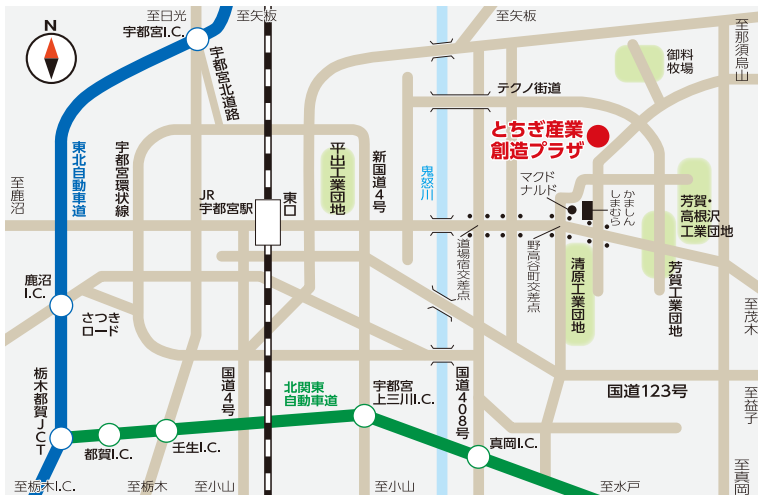 至日光
至矢板
至矢板
N
宇都宮I.C.
宇都宮北道路
御料
牧場
至那須烏山
テクノ街道
とちぎ産業
創造プラザ
東北自動車道
宇都宮環状線
平出工業団地
新国道4号
鬼怒川
至鹿沼
JR
宇都宮駅
東口
マクド
ナルド
かましん
しまむら
芳賀・
高根沢
工業団地
道場宿交差点
野高谷町交差点
清原工業団地
芳賀工業団地
鹿沼
I.C.
さつき
ロード
至茂木
栃木都賀JCT
国道4号
北関東
自動車道
宇都宮
上三川I.C.
国道408号
国道123号
至益子
都賀I.C.
壬生I.C.
真岡I.C.
至真岡
至栃木I.C.
至栃木
至小山
至小山
至水戸